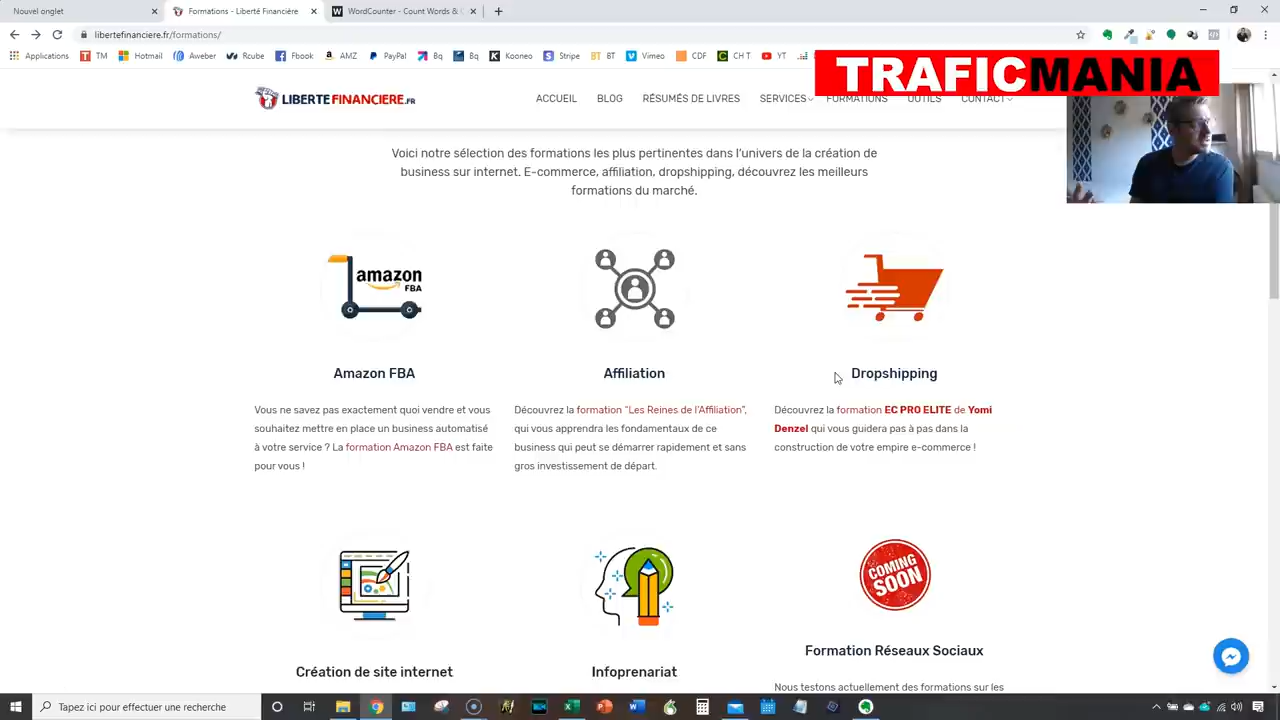 Nouvel onglet
Formations - Liberté Financière
WordCounter - Count Words & C
libertefinanciere.fr/formations/
Applications
TM
Hotmail
Aweber
Rcube
Fbook
AMZ
PayPal
Bq
Bq
Kooneo
Stripe
BT
Vimeo
CDF
CH T
YT
TRAFICMANIA
LIBERTEFINANCIERE.FR
ACCUEIL
BLOG
RÉSUMÉS DE LIVRES
SERVICES
FORMATIONS
OUTILS
CONTACT
Voici notre sélection des formations les plus pertinentes dans l'univers de la création de
business sur internet. E-commerce, affiliation, dropshipping, découvrez les meilleurs
formations du marché.
amazon
FBA
Amazon FBA
Vous ne savez pas exactement quoi vendre et vous
souhaitez mettre en place un business automatisé
à votre service ? La formation Amazon FBA est faite
pour vous !
Affiliation
Découvrez la formation “Les Reines de l'Affiliation”,
qui vous apprendra les fondamentaux de ce
business qui peut se démarrer rapidement et sans
gros investissement de départ.
Dropshipping
Découvrez la formation EC PRO ELITE de Yomi
Denzel qui vous guidera pas à pas dans la
construction de votre empire e-commerce !
Création de site internet
Infoprenariat
COMING
SOON
Formation Réseaux Sociaux
Nous testons actuellement des formations sur les
Tapez ici pour effectuer une recherche